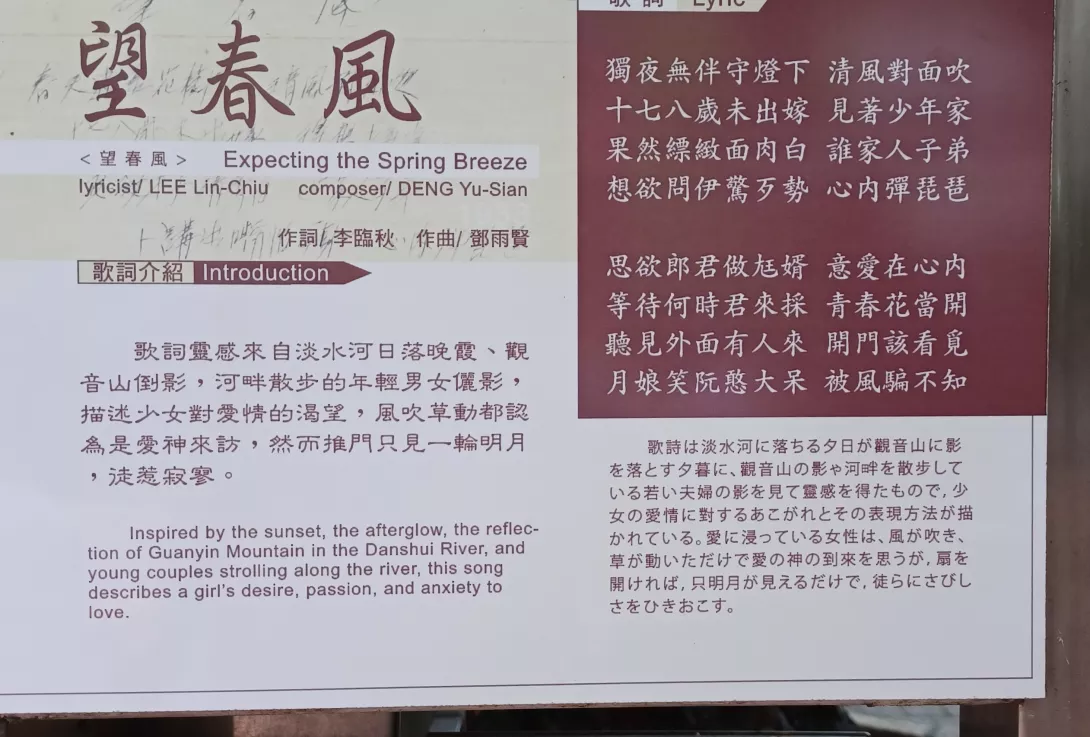 望春風
<望春風> Expecting the Spring Breeze
lyricist/ LEE Lin-Chiu composer/ DENG Yu-Sian
作詞/李臨秋 作曲/鄧雨賢
歌詞介紹 Introduction
歌詞靈感來自淡水河日落晚霞、觀
音山倒影，河畔散步的年輕男女儷影，
描述少女對愛情的渴望，風吹草動都認
為是愛神來訪，然而推門只見一輪明月
，徒惹寂寥。
Inspired by the sunset, the afterglow, the reflec-
tion of Guanyin Mountain in the Danshui River, and
young couples strolling along the river, this song
describes a girl's desire, passion, and anxiety to
love.
歌詞 Lyric
獨夜無伴守燈下 清風對面吹
十七八歲未出嫁 見著少年家
果然縹緻面肉白 誰家人子弟
想欲問伊驚歹勢 心內彈琵琶
思欲郎君做尪婿 意愛在心內
等待何時君來採 青春花當開
聽見外面有人來 開門該看覓
月娘笑阮憨大呆 被風騙不知
歌詩は淡水河に落ちる夕日が觀音山に影
を落とす夕暮に、觀音山の影や河畔を散步して
いる若い夫婦の影を見て靈感を得たもので，少
女の愛情に對するあこがれとその表現方法が描
かれている。愛に浸っている女性は、風が吹き、
草が動いただけで愛の神の到來を思うが，扇を
開ければ，只明月が見えるだけで，徒らにさびし
さをひきおこす。